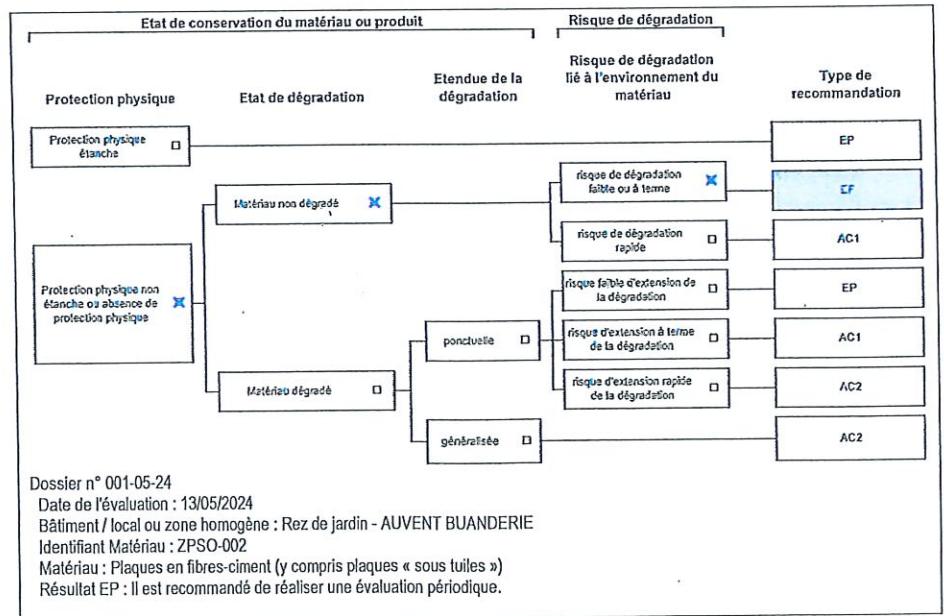 Etat de conservation du matériau ou produit
Risque de dégradation
Protection physique
Etat de dégradation
Etendue de la
dégradation
Risque de dégradation
lié à l'environnement du
matériau
Type de
recommandation
Protection physique
étanche
EP
Matériau non dégradé
risque de dégradation
faible ou à terme
EP
risque de dégradation
rapide
AC1
Protection physique non
étanche ou absence de
protection physique
risque faible d'extension de
la dégradation
EP
ponctuelle
risque d'extension à terme
de la dégradation
AC1
Matériau dégradé
risque d'extension rapide
de la dégradation
AC2
généralisée
AC2
Dossier n° 001-05-24
Date de l'évaluation : 13/05/2024
Bâtiment / local ou zone homogène : Rez de jardin - AUVENT BUANDERIE
Identifiant Matériau : ZPSO-002
Matériau : Plaques en fibres-ciment (y compris plaques « sous tuiles »)
Résultat EP : Il est recommandé de réaliser une évaluation périodique.